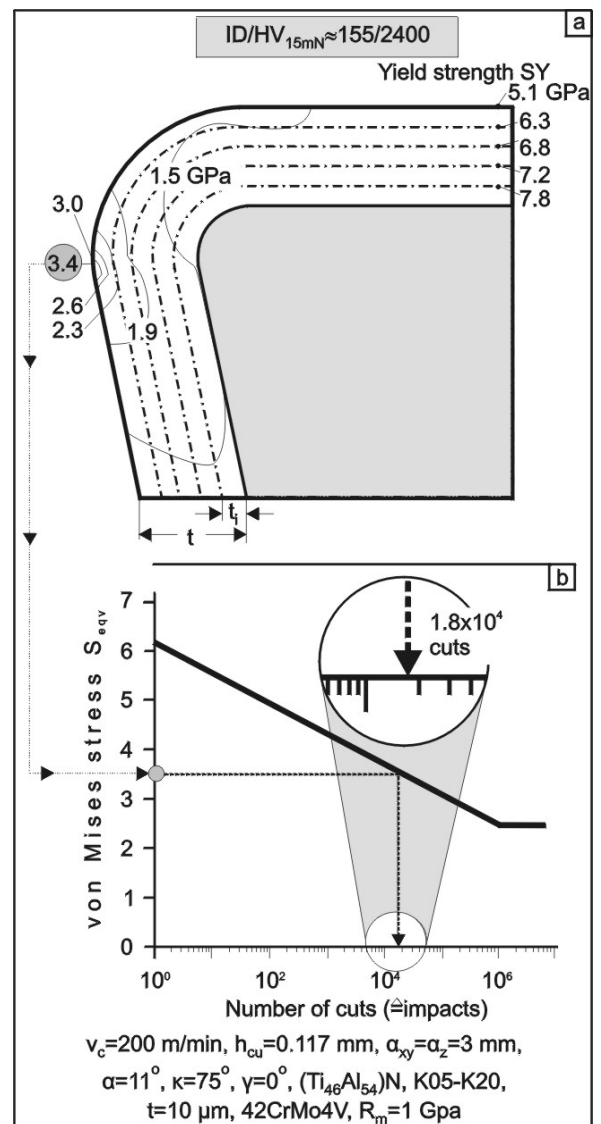 a
ID/HV15mN≈155/2400
Yield strength SY
5.1 GPa
6.3
6.8
7.2
7.8
1.5 GPa
3.0
3.4
2.6
2.3
1.9
ti
t
b
von Mises stress Seqv
7
6
5
4
3
2
1
0
1.8x10⁴
cuts
10⁰ 10² 10⁴ 10⁶
Number of cuts (≙impacts)
vc=200 m/min, hcu=0.117 mm, αxy=αz=3 mm,
α=11°, κ=75°, γ=0°, (Ti46Al54)N, K05-K20,
t=10 μm, 42CrMo4V, Rm=1 Gpa